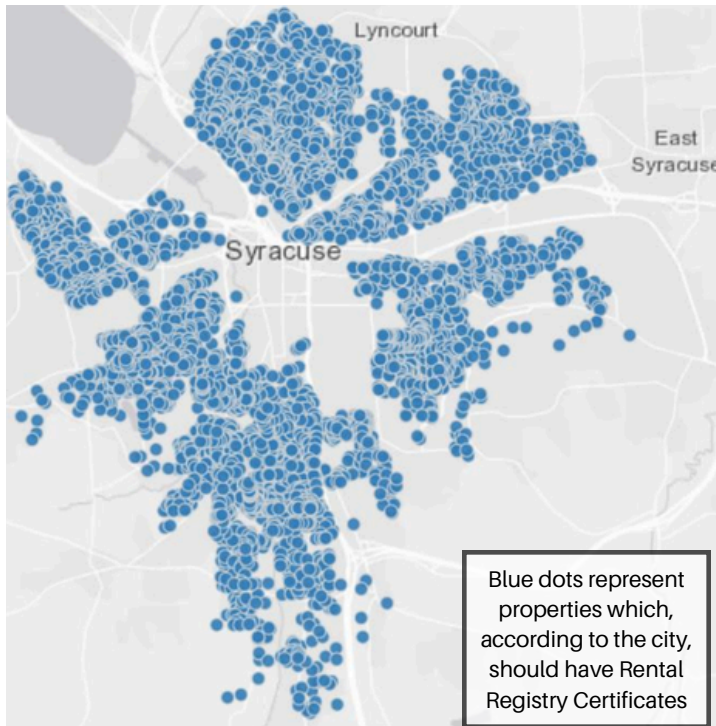 Lyncourt
East
Syracuse
Syracuse
Blue dots represent
properties which,
according to the city,
should have Rental
Registry Certificates